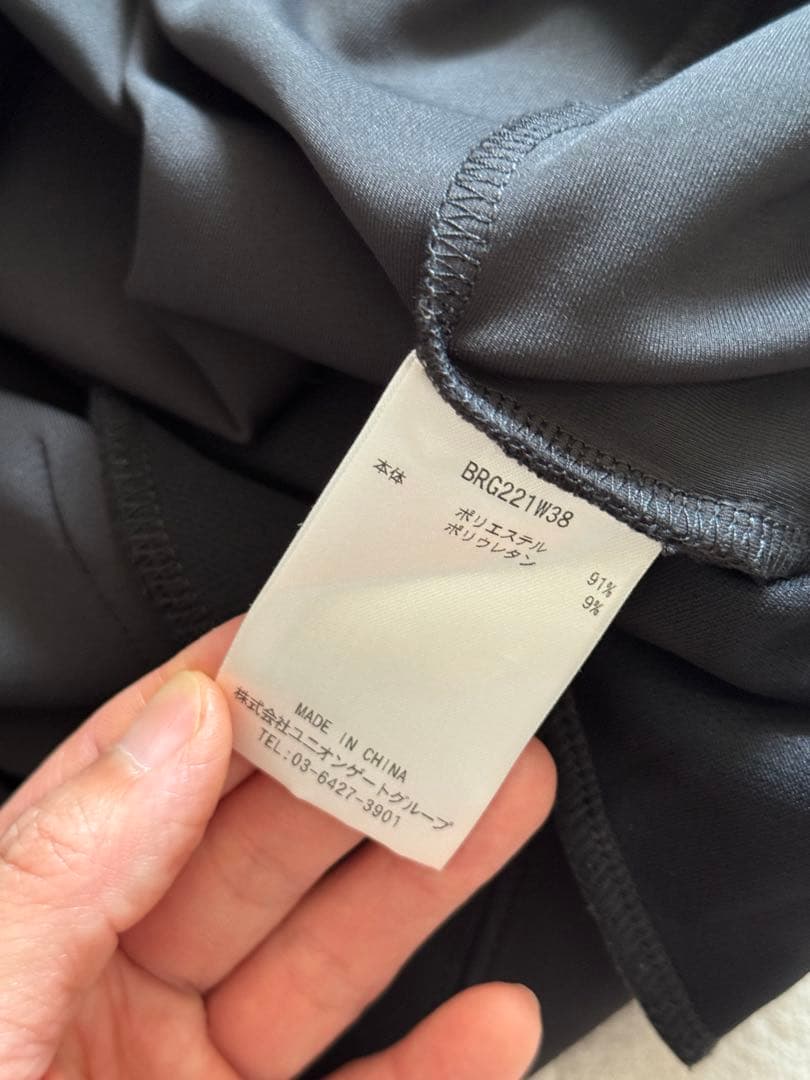 BRG221W38
本体
ポリエステル 91%
ポリウレタン 9%
MADE IN CHINA
株式会社ユニオンゲートグループ
TEL:03-6427-3901